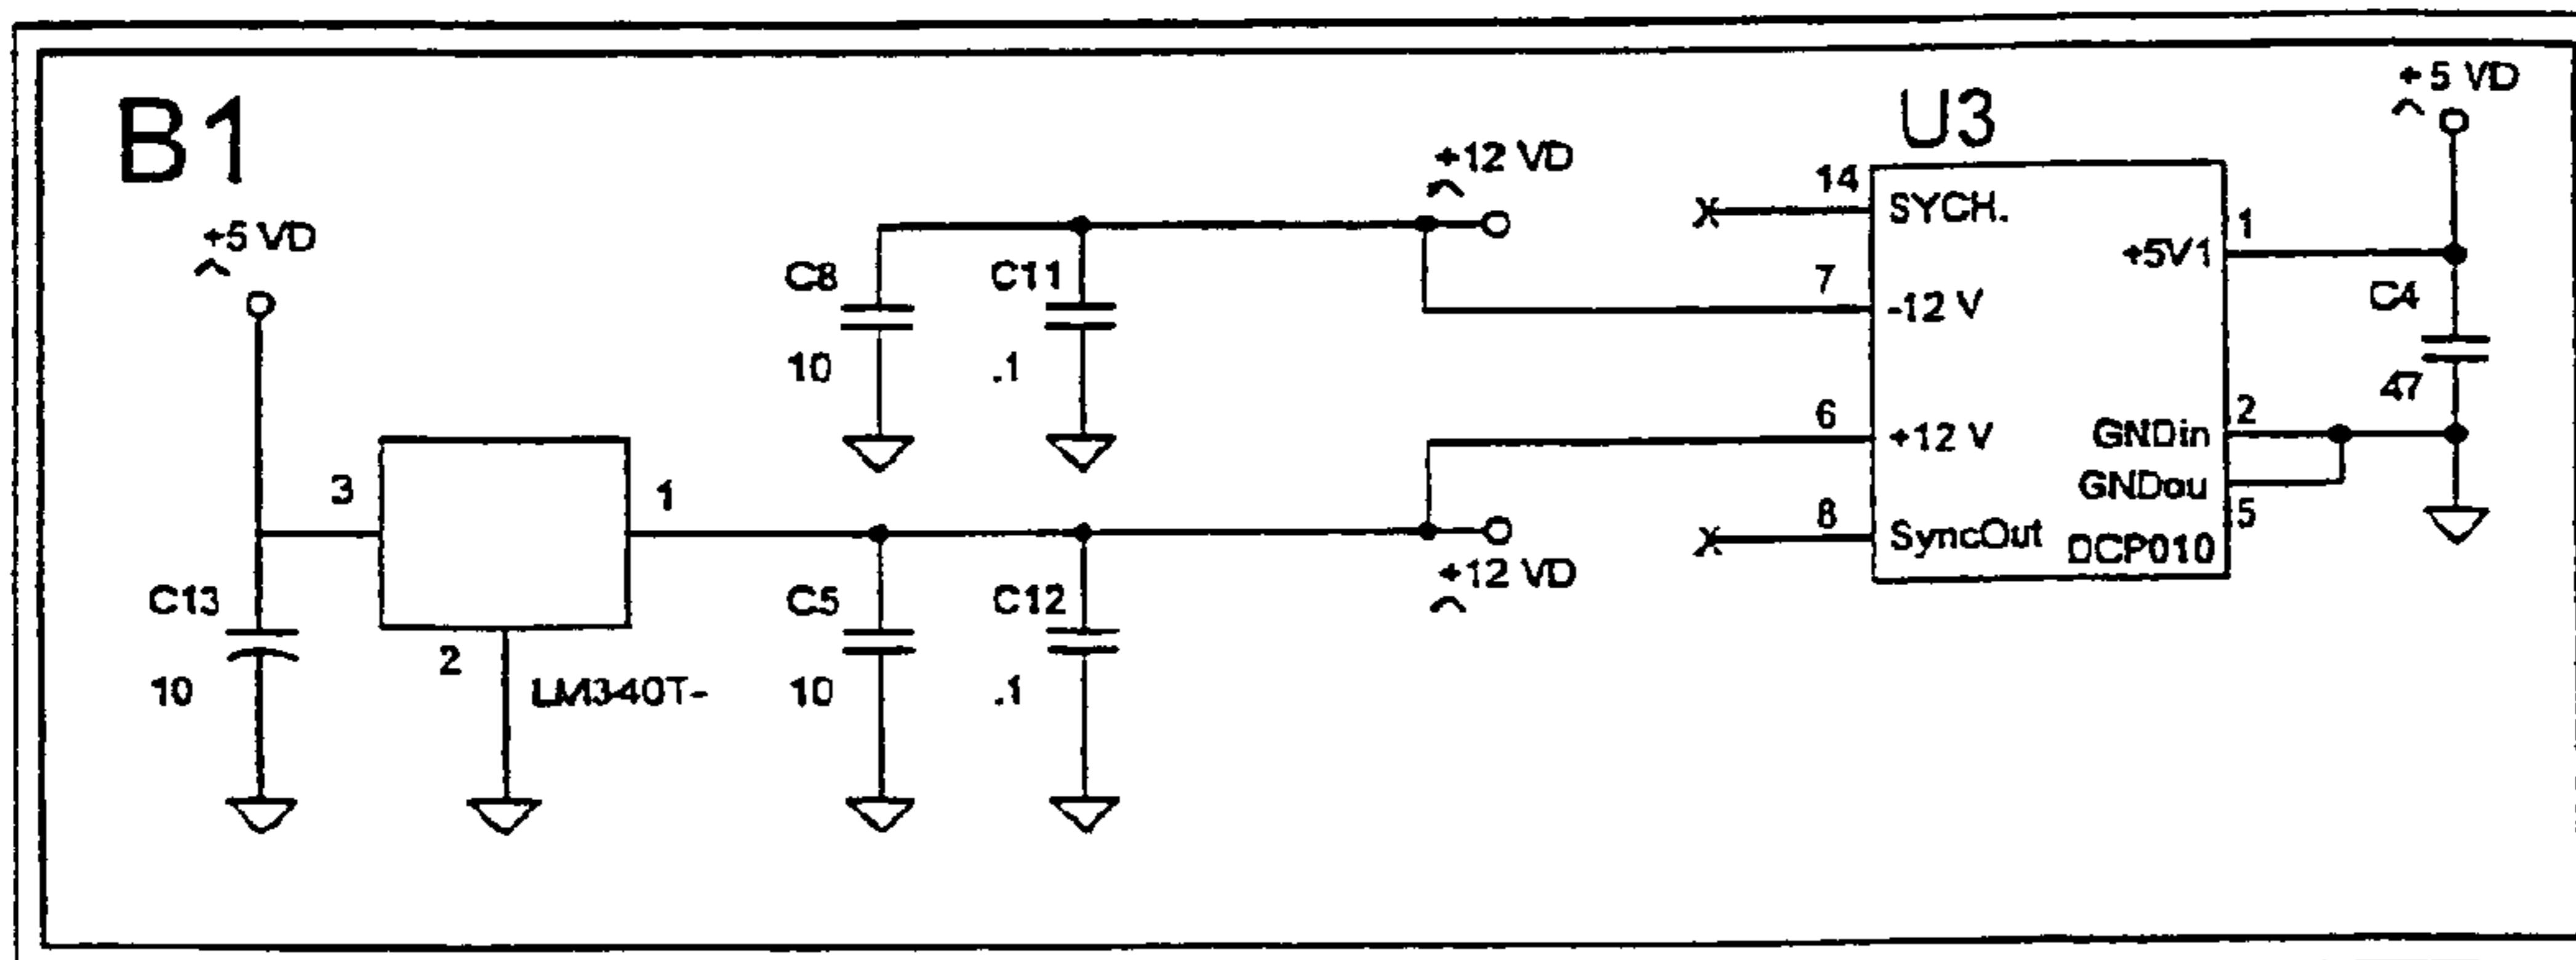 B1
+5 VD
C13
10
3
1
2
LM340T-
C8
10
C11
.1
+12 VD
C5
10
C12
.1
+12 VD
U3
14
SYCH.
7
-12 V
6
+12 V
8
SyncOut
+5V1
1
GNDin
2
GNDou
5
DCP010
+5 VD
C4
47